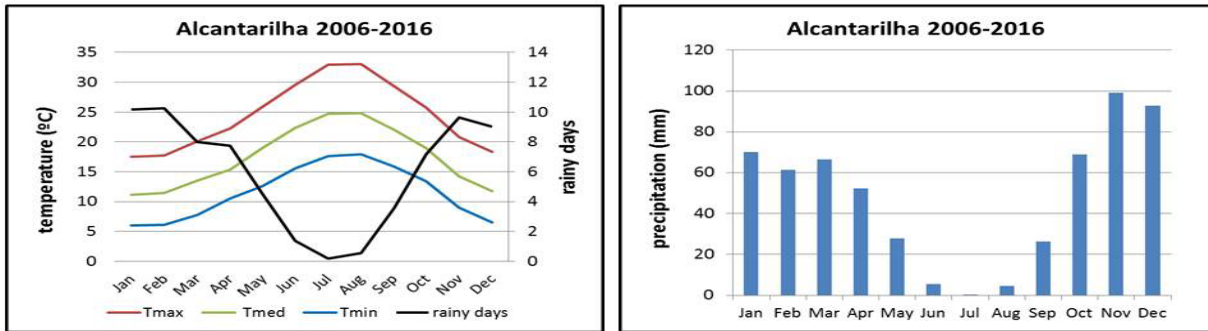 Alcantarilha 2006-2016
temperature (ºC)
35
30
25
20
15
10
5
0
14
12
10
8
6
4
2
0
rainy days
Jan Feb Mar Apr May Jun Jul Aug Sep Oct Nov Dec
Tmax Tmed Tmin rainy days
Alcantarilha 2006-2016
precipitation (mm)
120
100
80
60
40
20
0
Jan Feb Mar Apr May Jun Jul Aug Sep Oct Nov Dec